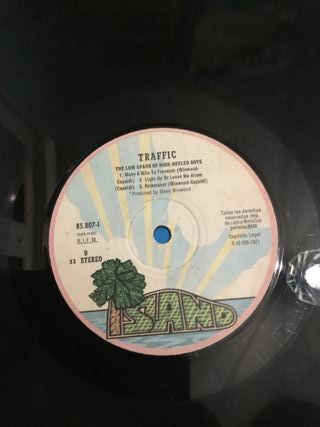 TRAFFIC
THE LOW SPARK OF HIGH-HEELED BOYS
1. Many A Mile To Freedom (Winwood-
Capaldi) 2. Light Up Or Leave Me Alone
(Capaldi) 3. Rainmaker (Winwood-Capaldi)
* Produced by Steve Winwood
85.807-I
B.I.E.M.
B
33 STEREO
Todos los derechos
reservados imp.
Depósito Legal
ISLAND